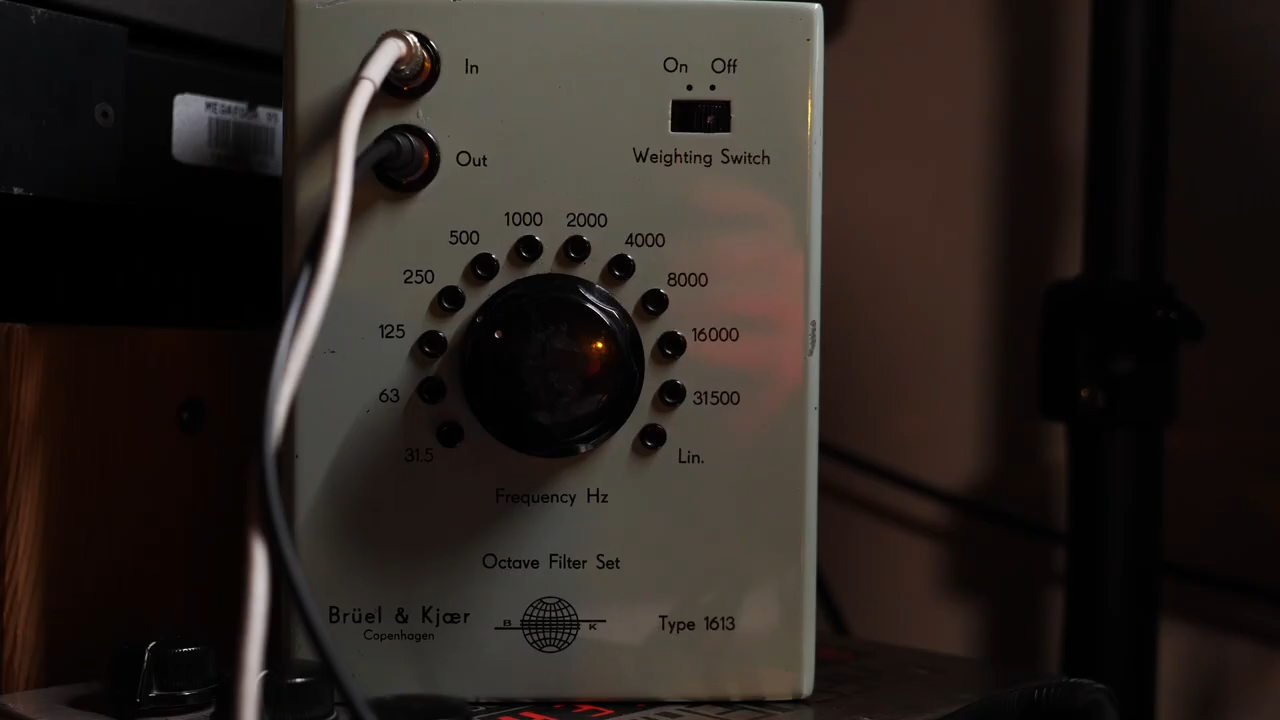 In
On Off
MEGAFON
Out
Weighting Switch
1000 2000
500 4000
250 8000
125 16000
63 31500
31.5 Lin.
Frequency Hz
Octave Filter Set
Brüel & Kjær
Copenhagen
B K
Type 1613